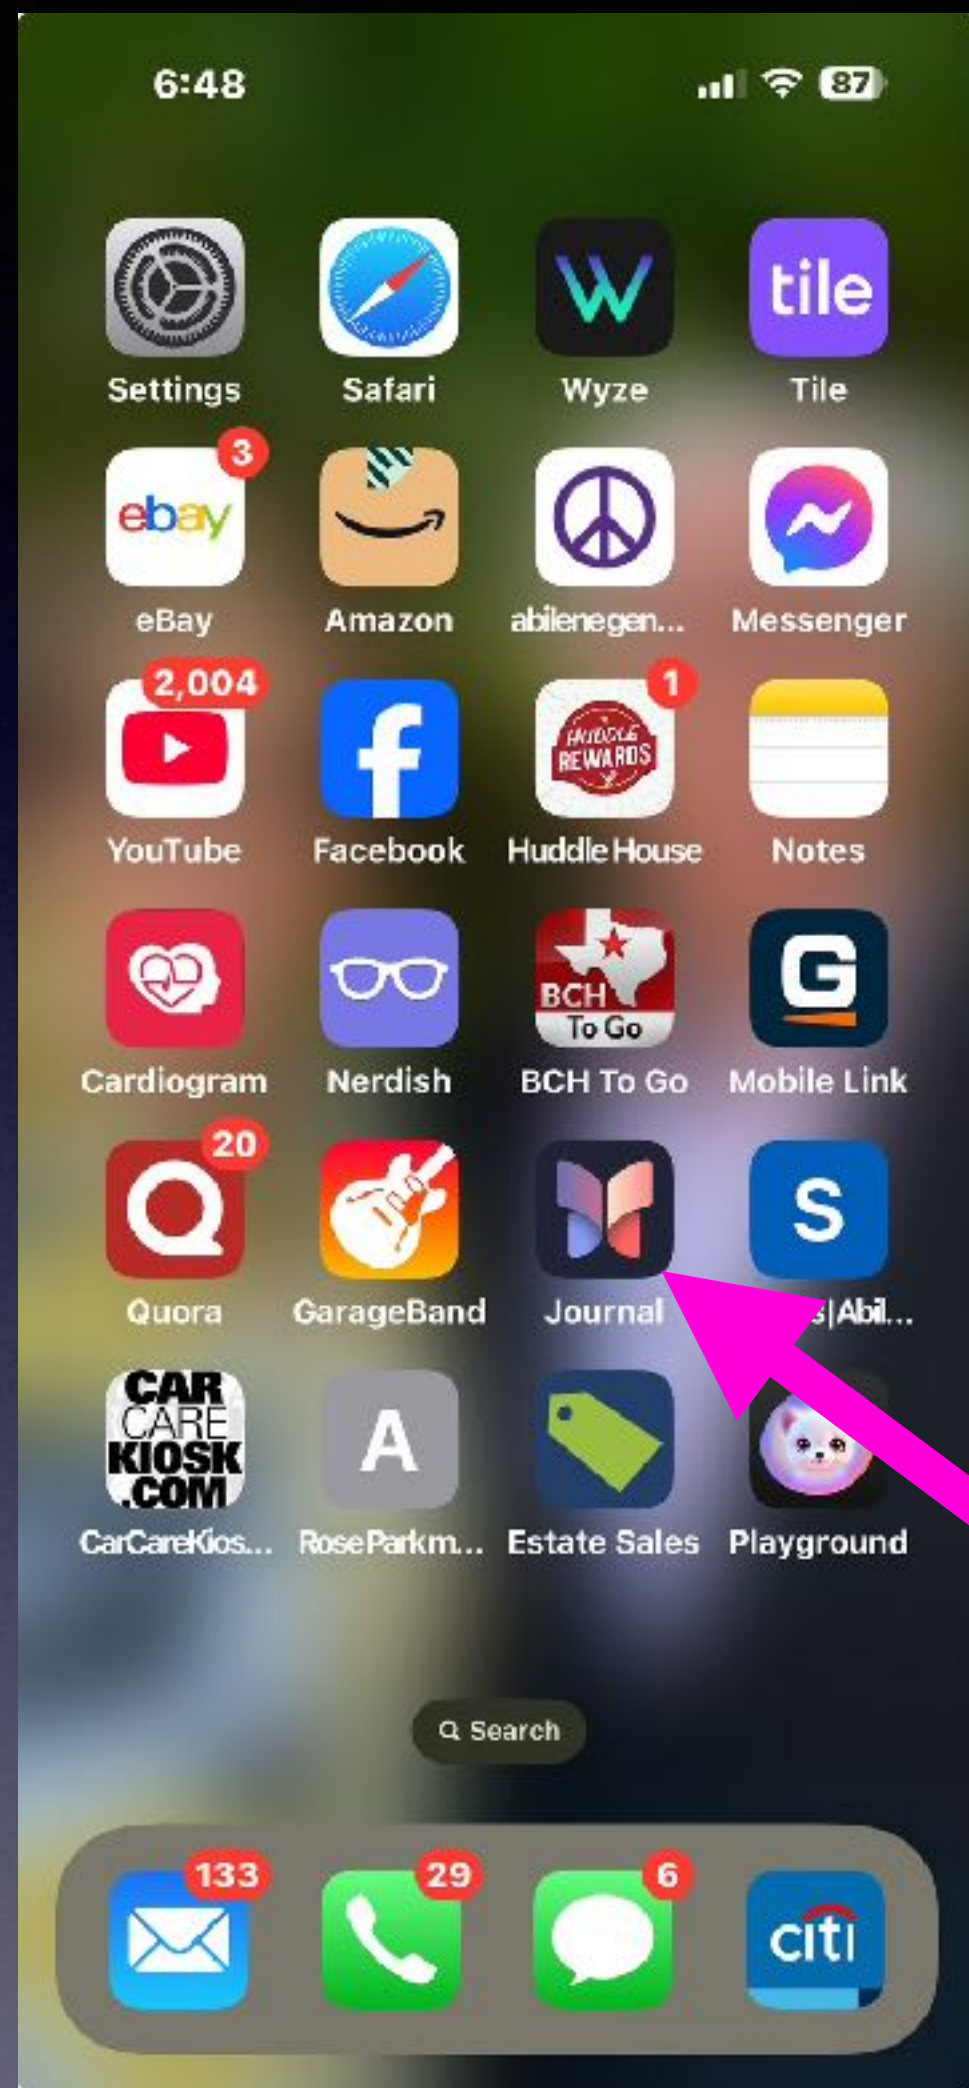 6:48
87
Settings
Safari
Wyze
tile
Tile
3
ebay
eBay
Amazon
abilenegen...
Messenger
2,004
YouTube
Facebook
1
HUDDLE
REWARDS
Huddle House
Notes
Cardiogram
Nerdish
BCH
To Go
BCH To Go
G
Mobile Link
20
Q
Quora
GarageBand
Journal
S
s|Abil...
CAR
CARE
KIOSK
.COM
CarCareKios...
A
RoseParkm...
Estate Sales
Playground
Search
133
29
6
citi